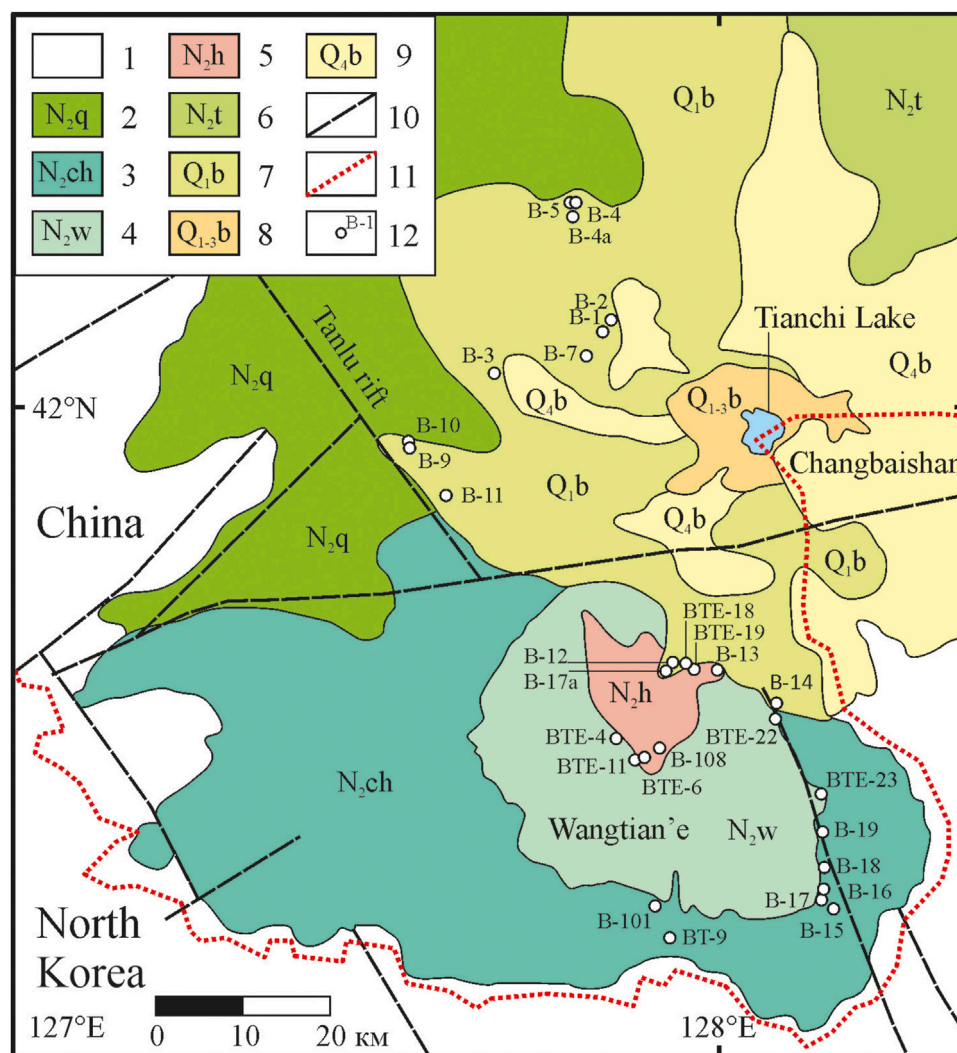 1
N₂h 5
Q₄b 9
N₂q 2
N₂t 6
10
N₂ch 3
Q₁b 7
11
N₂w 4
Q₁₋₃b 8
B-1 12
Q₁b
N₂t
B-5
B-4
B-4a
B-2
B-1
Tianchi Lake
Tanlu rift
B-7
B-3
N₂q
Q₄b
Q₁₋₃b
Q₄b
42°N
B-10
B-9
Changbaishan
B-11
Q₁b
China
N₂q
Q₄b
Q₁b
BTE-18
BTE-19
B-12
B-13
B-17a
N₂h
B-14
BTE-4
BTE-22
BTE-11
B-108
BTE-6
BTE-23
N₂ch
Wangtian’e
N₂w
B-19
B-18
B-16
B-17
B-101
B-15
North
Korea
BT-9
127°E
0 10 20 км
128°E